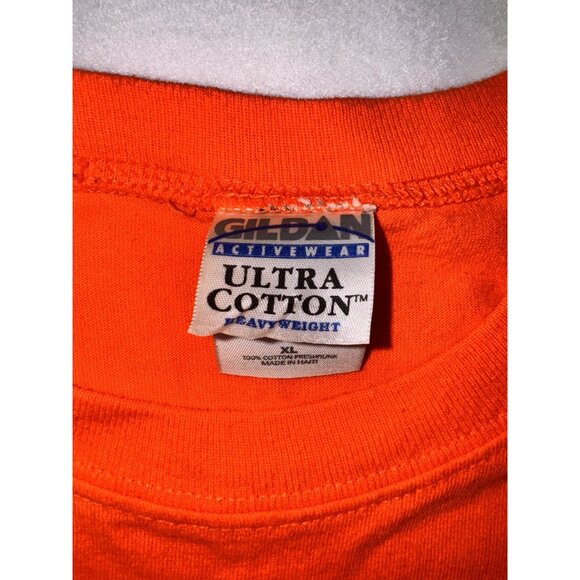 GILDAN
ACTIVEWEAR
ULTRA
COTTON™
HEAVYWEIGHT
XL
100% COTTON PRESHRUNK
MADE IN HAITI